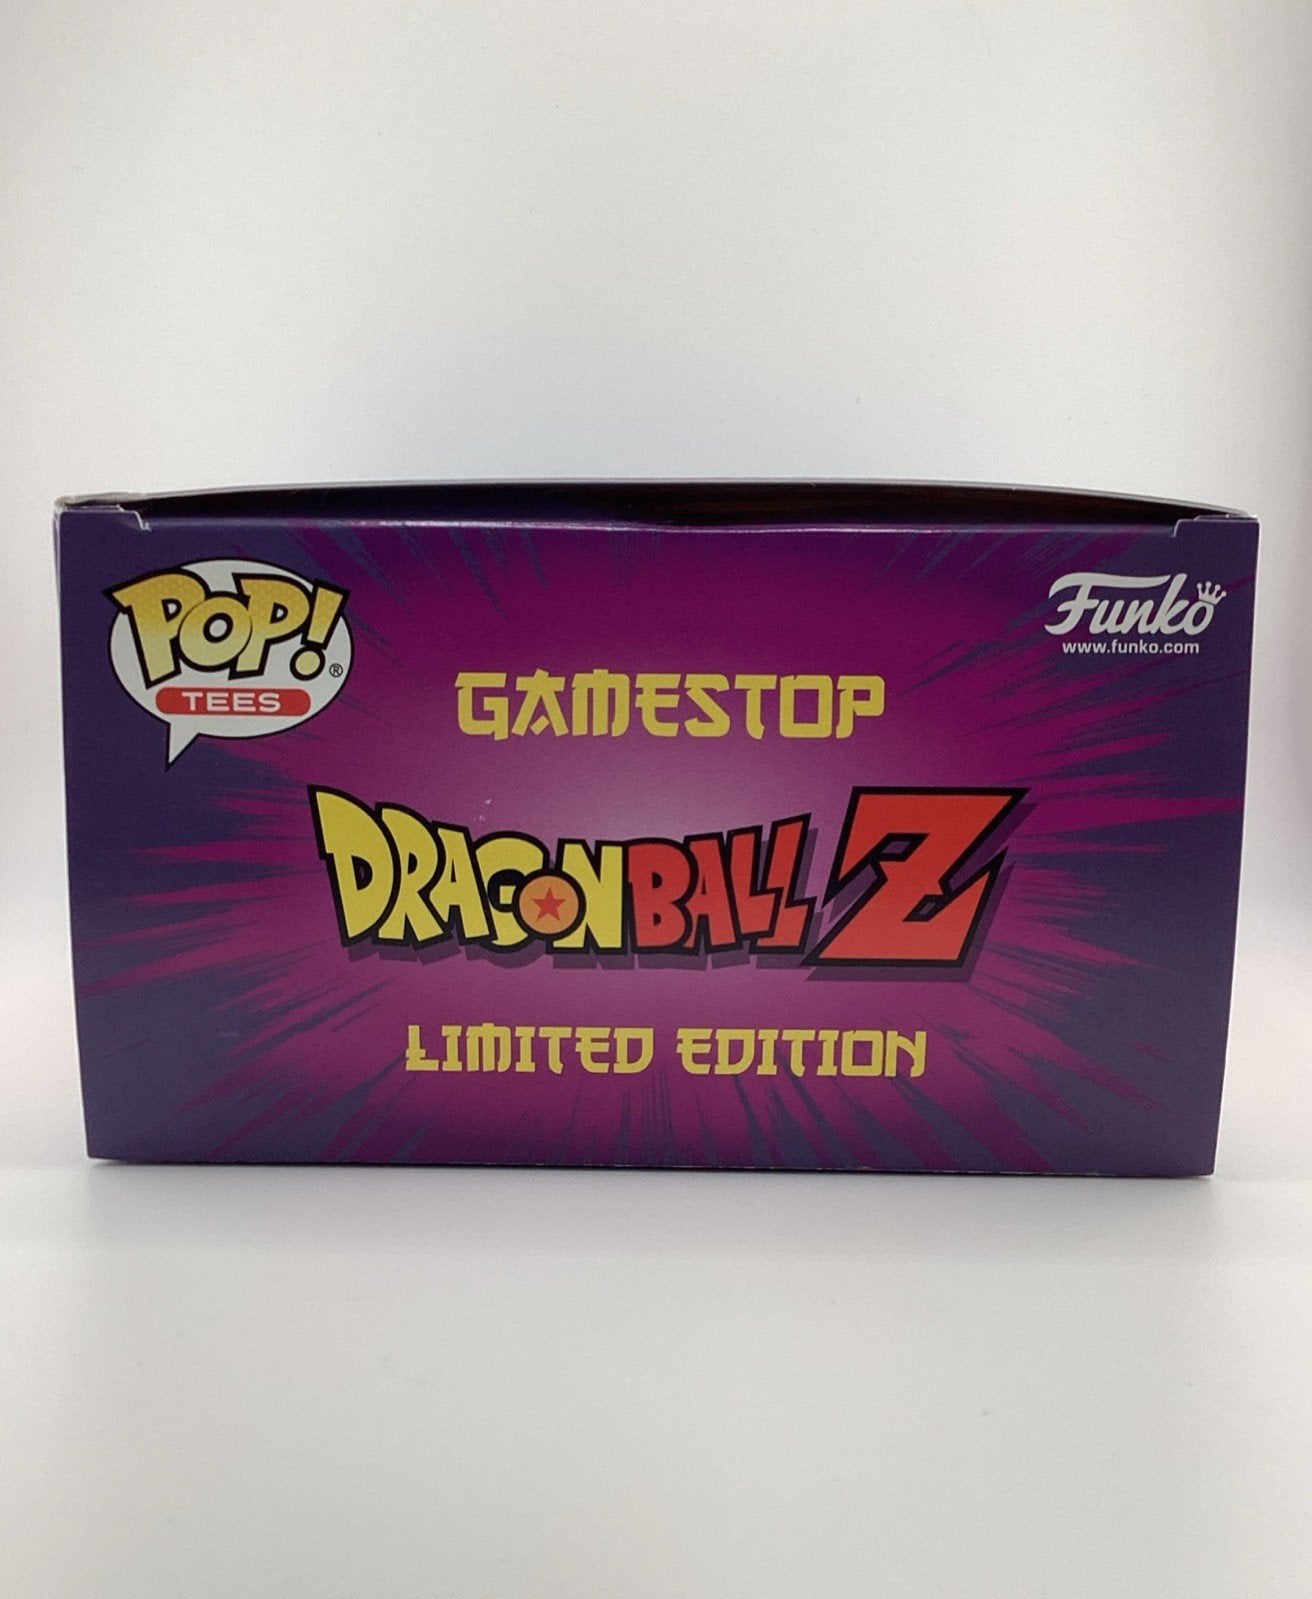 POP!®
TEES
Funko
www.funko.com
GAMESTOP
DRAGONBALL Z
LIMITED EDITION